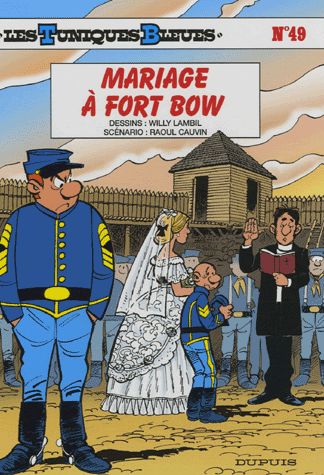 LES TUNIQUES BLEUES
N°49
MARIAGE
À FORT BOW
DESSINS : WILLY LAMBIL
SCÉNARIO : RAOUL CAUVIN
DUPUIS